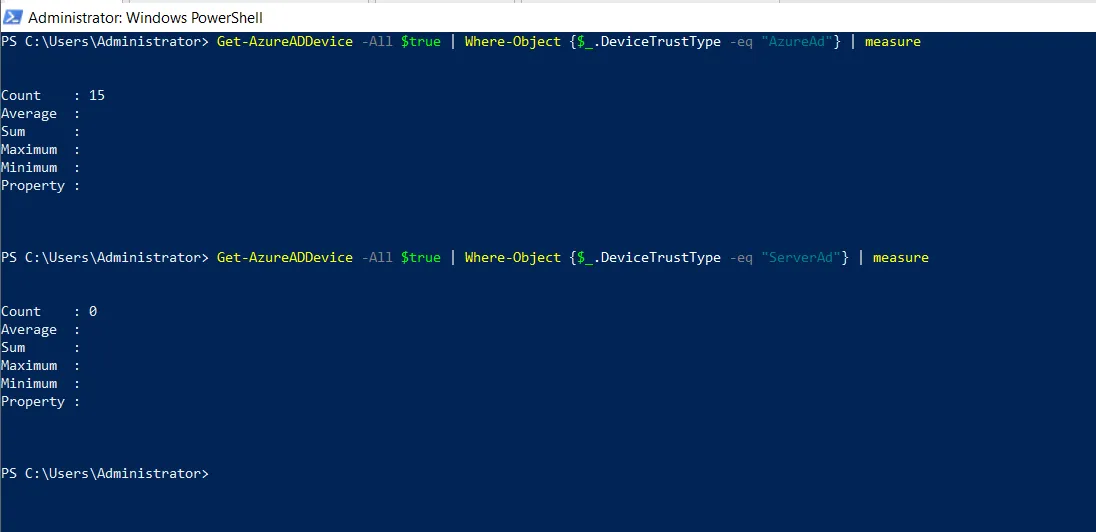 Administrator: Windows PowerShell
PS C:\Users\Administrator> Get-AzureADDevice -All $true | Where-Object {$_.DeviceTrustType -eq "AzureAd"} | measure
Count    : 15
Average  :
Sum      :
Maximum  :
Minimum  :
Property :
PS C:\Users\Administrator> Get-AzureADDevice -All $true | Where-Object {$_.DeviceTrustType -eq "ServerAd"} | measure
Count    : 0
Average  :
Sum      :
Maximum  :
Minimum  :
Property :
PS C:\Users\Administrator>